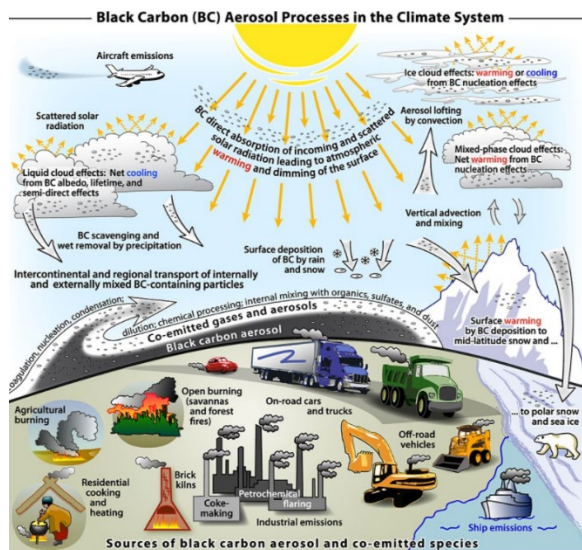 Black Carbon (BC) Aerosol Processes in the Climate System
Aircraft emissions
Ice cloud effects: warming or cooling
from BC nucleation effects
Scattered solar
radiation
BC direct absorption of incoming and scattered
solar radiation leading to atmospheric
warming and dimming of the surface
Aerosol lofting
by convection
Liquid cloud effects: Net cooling
from BC albedo, lifetime, and
semi-direct effects
Mixed-phase cloud effects:
Net warming from BC
nucleation effects
BC scavenging and
wet removal by precipitation
Vertical advection
and mixing
Surface deposition
of BC by rain
and snow
Intercontinental and regional transport of internally
and externally mixed BC-containing particles
coagulation, nucleation, condensation;
dilution; chemical processing; internal mixing with organics, sulfates, and dust
Co-emitted gases and aerosols
Black carbon aerosol
Surface warming
by BC deposition to
mid-latitude snow and ...
... to polar snow
and sea ice
Agricultural
burning
Open burning
(savannas
and forest
fires)
On-road cars
and trucks
Off-road
vehicles
Residential
cooking
and
heating
Brick
kilns
Coke-
making
Petrochemical
flaring
Industrial emissions
Ship emissions
Sources of black carbon aerosol and co-emitted species